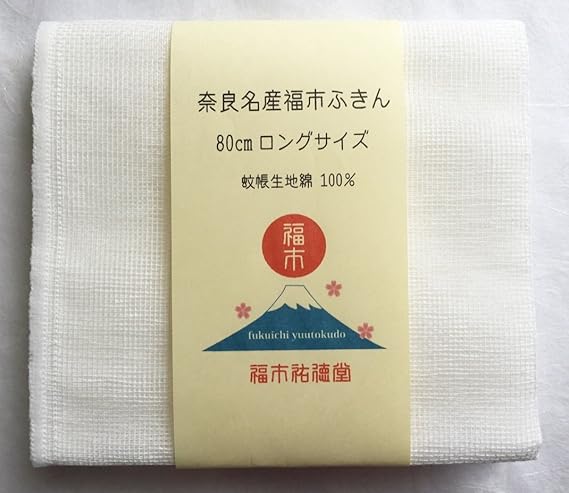 奈良名産福市ふきん
80cm ロングサイズ
蚊帳生地綿 100%
福市
fukuichi yuutokudo
福市祐徳堂